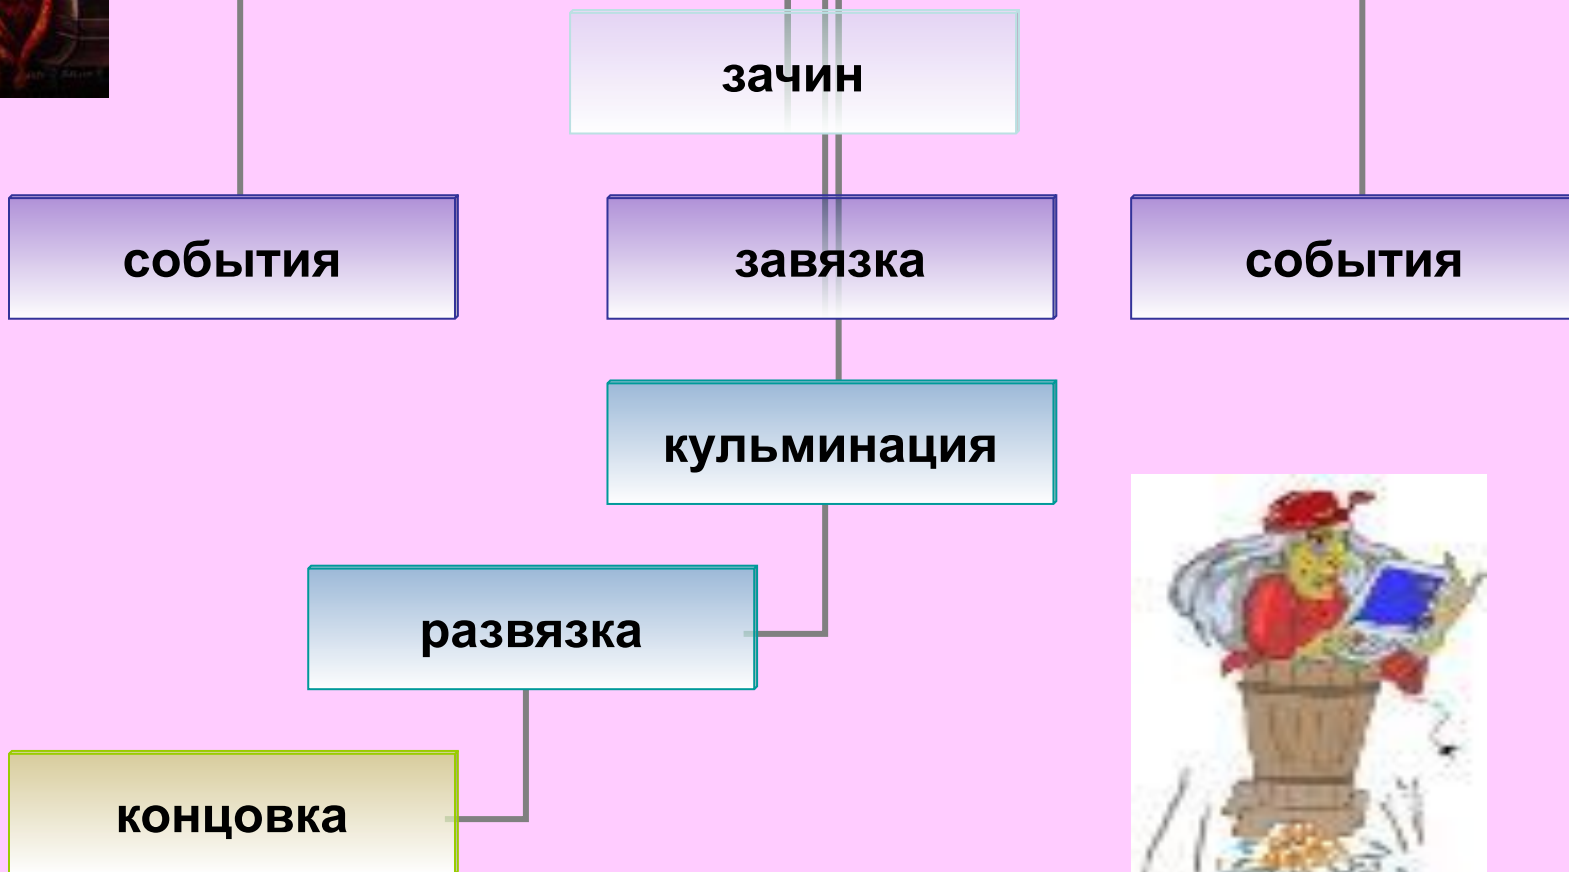 зачин
события
завязка
события
кульминация
развязка
концовка